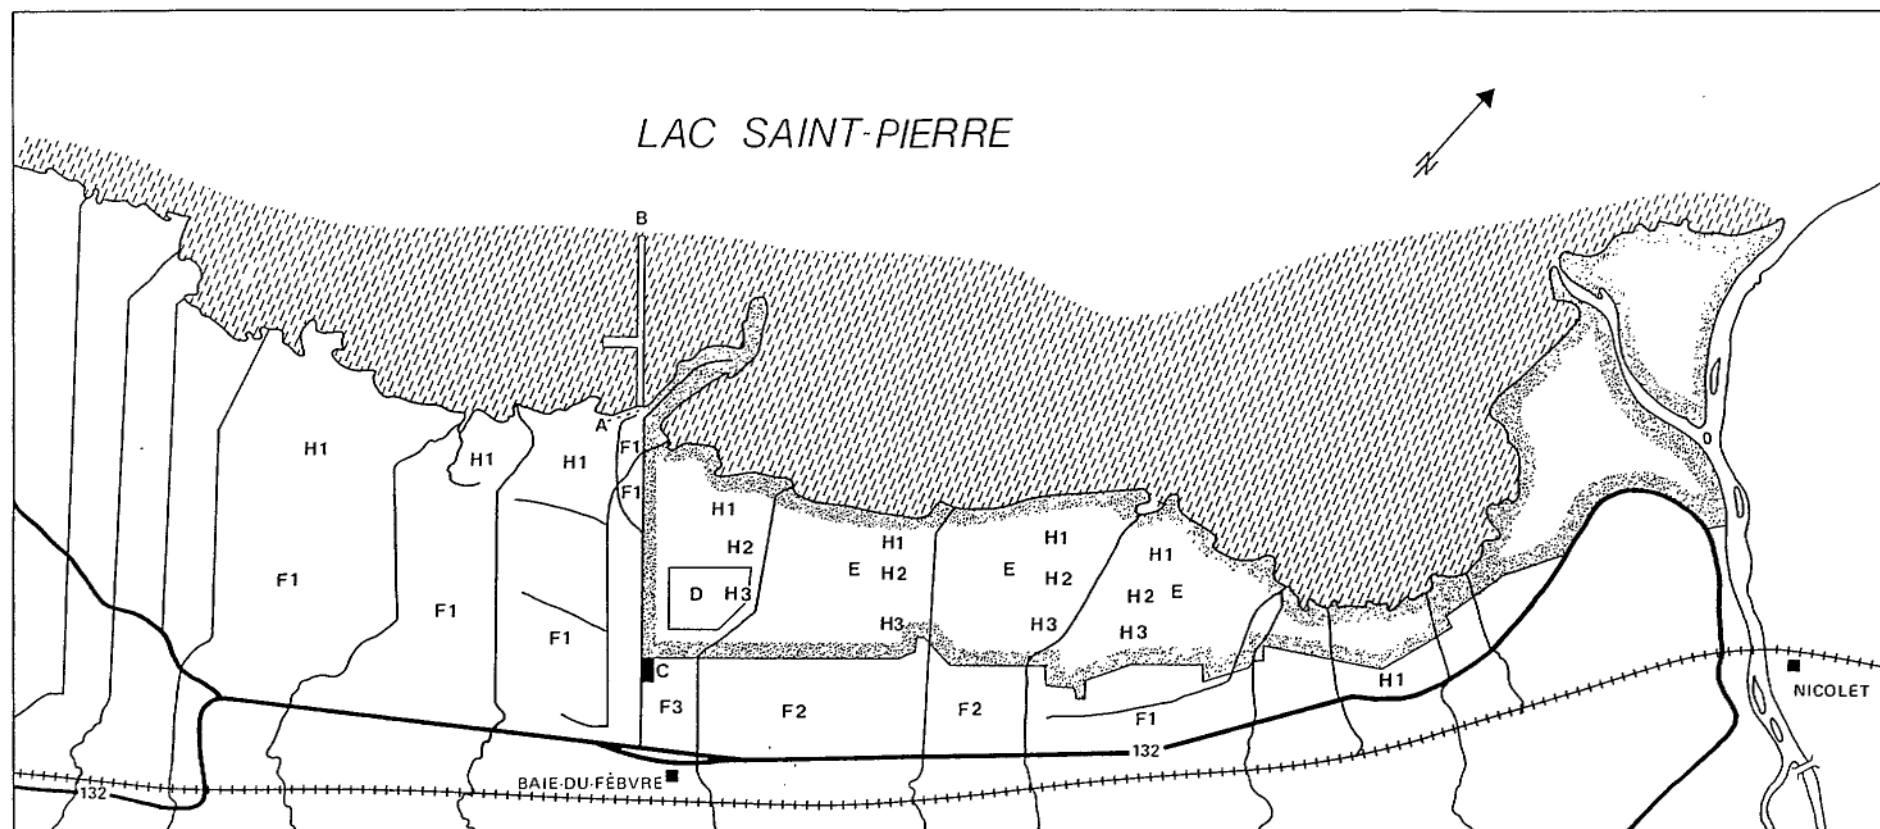 LAC SAINT-PIERRE
N
B
A
F1
H1
H1
H1
F1
H1
H2
D
H3
E
H1
H2
H3
E
H1
H2
H3
H1
H2
E
H3
F1
F1
F1
C
F3
F2
F2
F1
H1
132
NICOLET
BAIE-DU-FÈBVRE
132